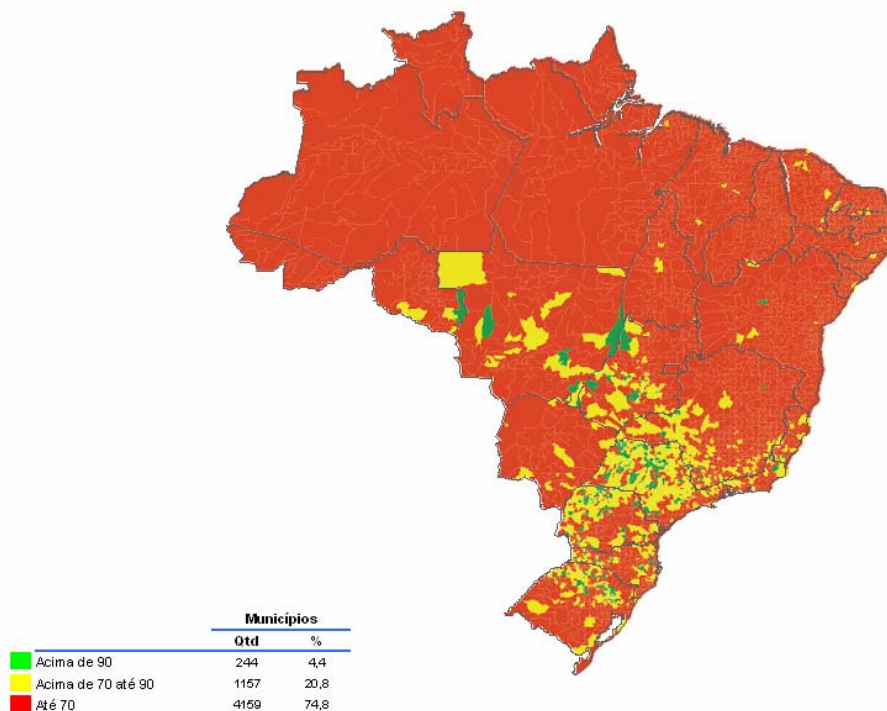 Municípios
Qtd %
Acima de 90 244 4,4
Acima de 70 até 90 1157 20,8
Até 70 4159 74,8